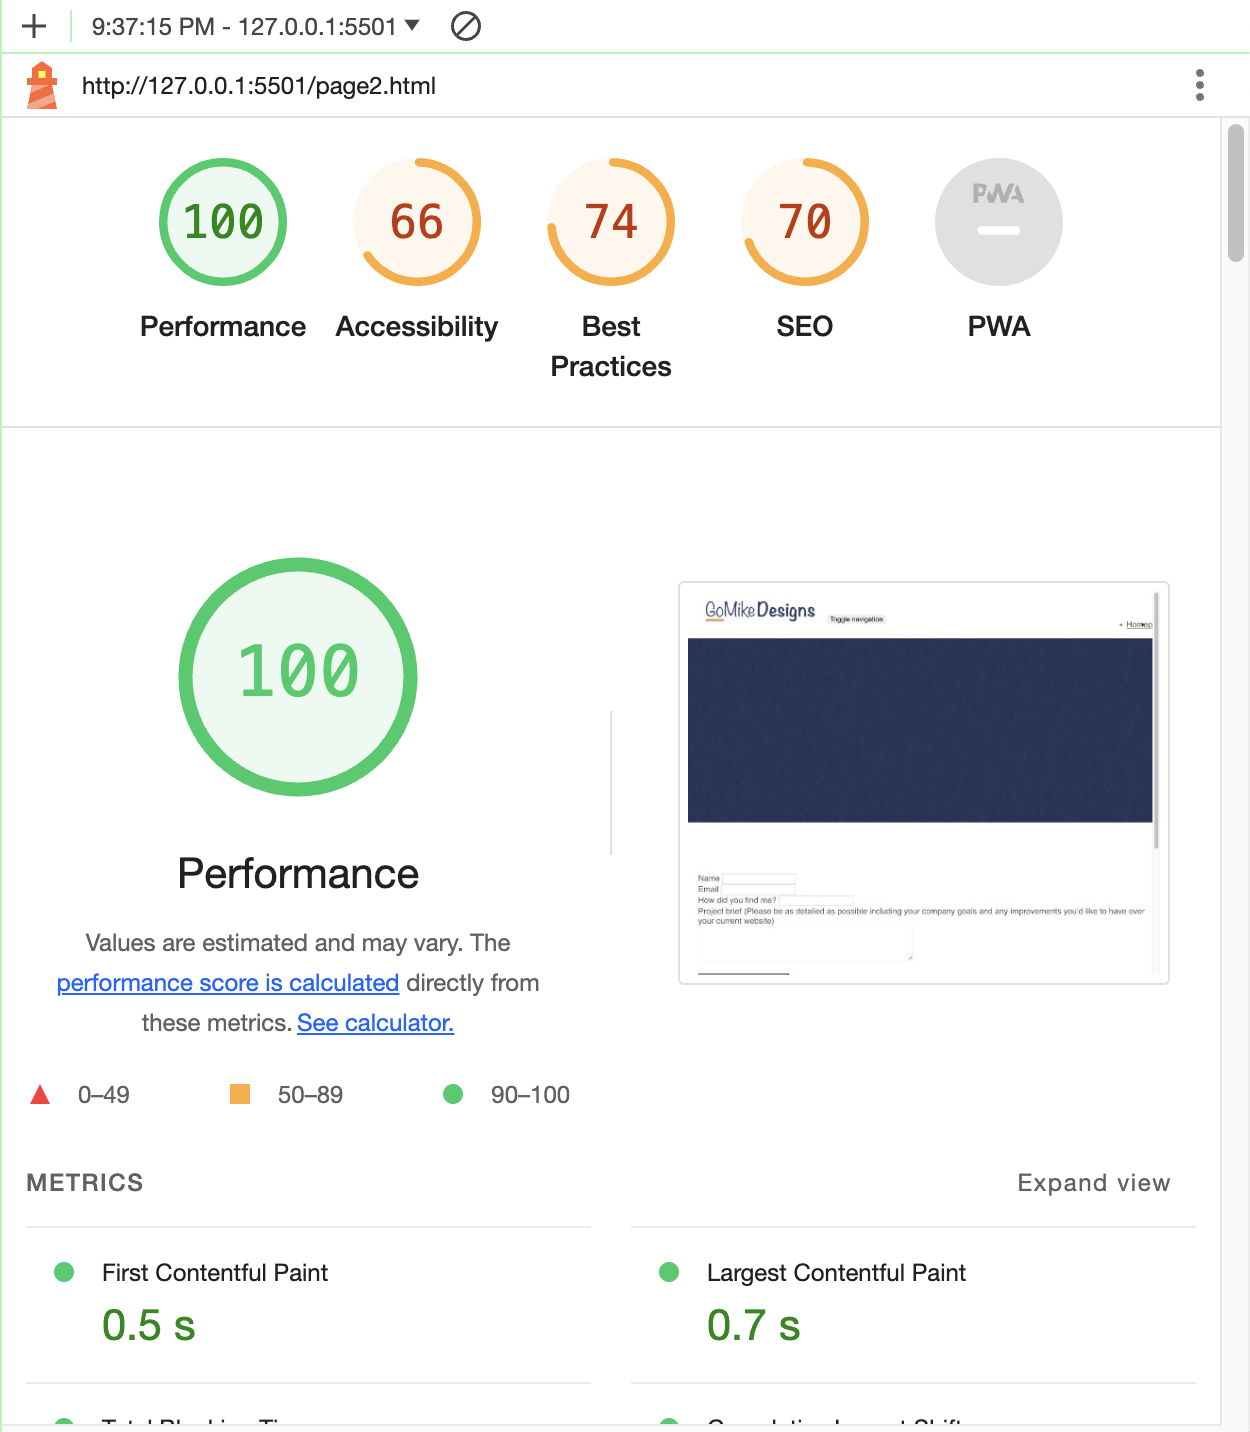 9:37:15 PM - 127.0.0.1:5501
http://127.0.0.1:5501/page2.html
100
66
74
70
PWA
Performance
Accessibility
Best
Practices
SEO
PWA
100
Performance
Values are estimated and may vary. The
performance score is calculated directly from
these metrics. See calculator.
0–49
50–89
90–100
GoMike Designs
Toggle navigation
Homep
Name
Email
How did you find me?
Project brief (Please be as detailed as possible including your company goals and any improvements you'd like to have over
your current website)
METRICS
Expand view
First Contentful Paint
0.5 s
Largest Contentful Paint
0.7 s